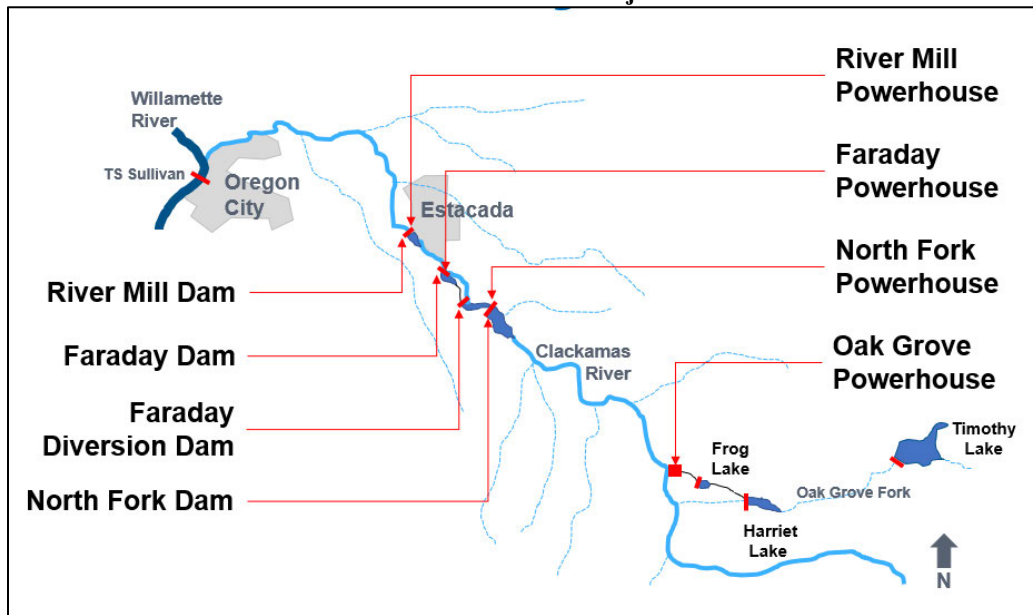 River Mill
Powerhouse
Willamette
River
Faraday
Powerhouse
TS Sullivan
Oregon
City
Estacada
North Fork
Powerhouse
River Mill Dam
Oak Grove
Powerhouse
Faraday Dam
Clackamas
River
Faraday
Diversion Dam
Timothy
Lake
Frog
Lake
North Fork Dam
Oak Grove Fork
Harriet
Lake
N